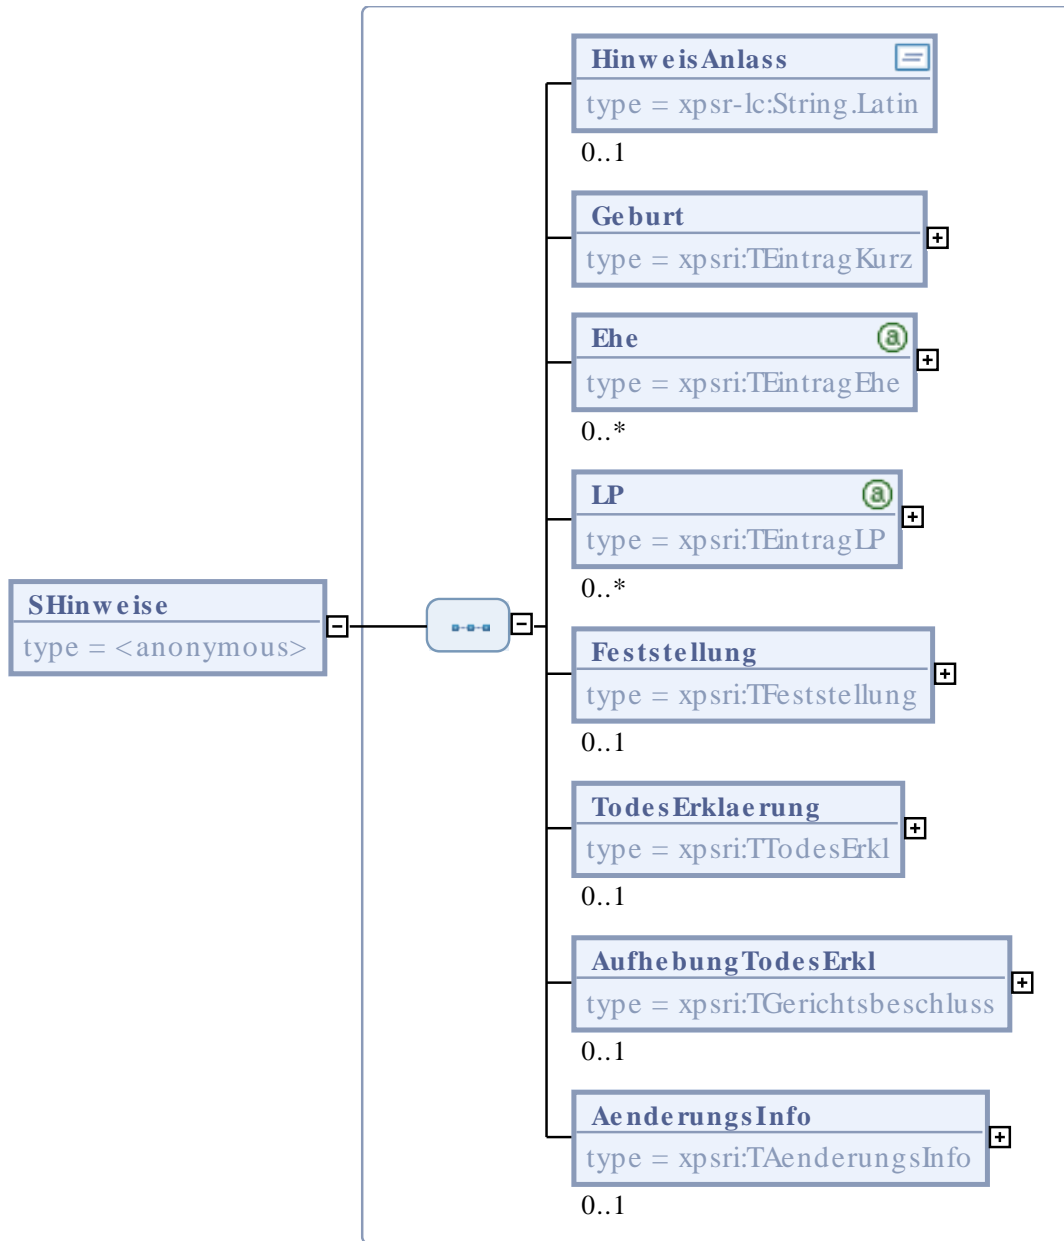 HinweisAnlass
type = xpsr-lc:String.Latin
0..1
Geburt
type = xpsri:TEintragKurz
Ehe
a
type = xpsri:TEintragEhe
0..*
LP
a
type = xpsri:TEintragLP
0..*
SHinweise
type = <anonymous>
Feststellung
type = xpsri:TFeststellung
0..1
TodesErklaerung
type = xpsri:TTodesErkl
0..1
AufhebungTodesErkl
type = xpsri:TGerichtsbeschluss
0..1
AenderungsInfo
type = xpsri:TAenderungsInfo
0..1